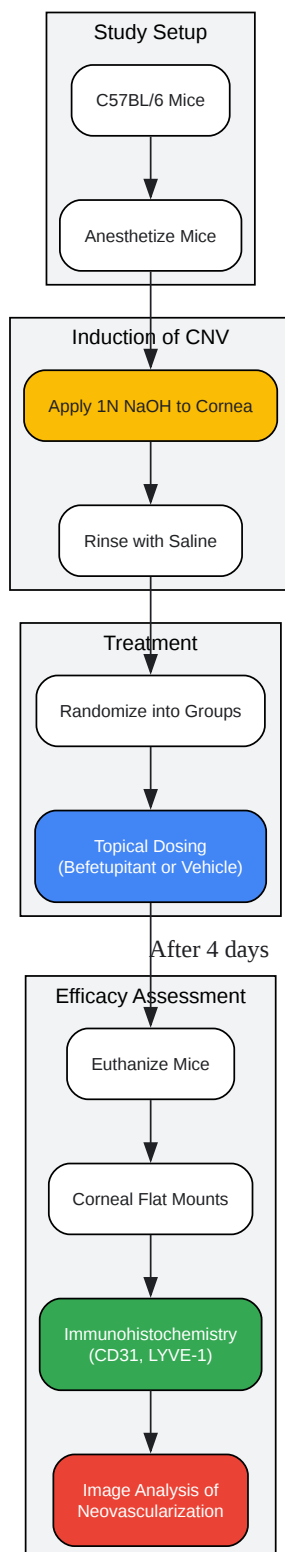 Study Setup
C57BL/6 Mice
Anesthetize Mice
Induction of CNV
Apply 1N NaOH to Cornea
Rinse with Saline
Treatment
Randomize into Groups
Topical Dosing
(Befetupitant or Vehicle)
After 4 days
Efficacy Assessment
Euthanize Mice
Corneal Flat Mounts
Immunohistochemistry
(CD31, LYVE-1)
Image Analysis of
Neovascularization